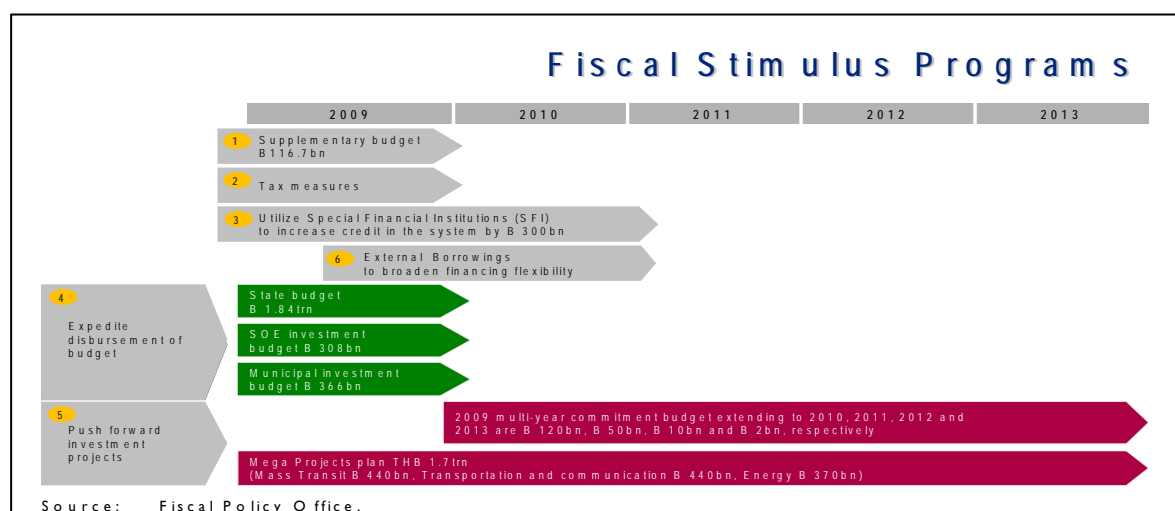 Fiscal Stimulus Programs
2009 2010 2011 2012 2013
1 Supplementary budget
B116.7bn
2 Tax measures
3 Utilize Special Financial Institutions (SFI)
to increase credit in the system by B 300bn
6 External Borrowings
to broaden financing flexibility
4
Expedite
disbursement of
budget
State budget
B 1.84trn
SOE investment
budget B 308bn
Municipal investment
budget B 366bn
5
Push forward
investment
projects
2009 multi-year commitment budget extending to 2010, 2011, 2012 and
2013 are B 120bn, B 50bn, B 10bn and B 2bn, respectively
Mega Projects plan THB 1.7trn
(Mass Transit B 440bn, Transportation and communication B 440bn, Energy B 370bn)
Source: Fiscal Policy Office.